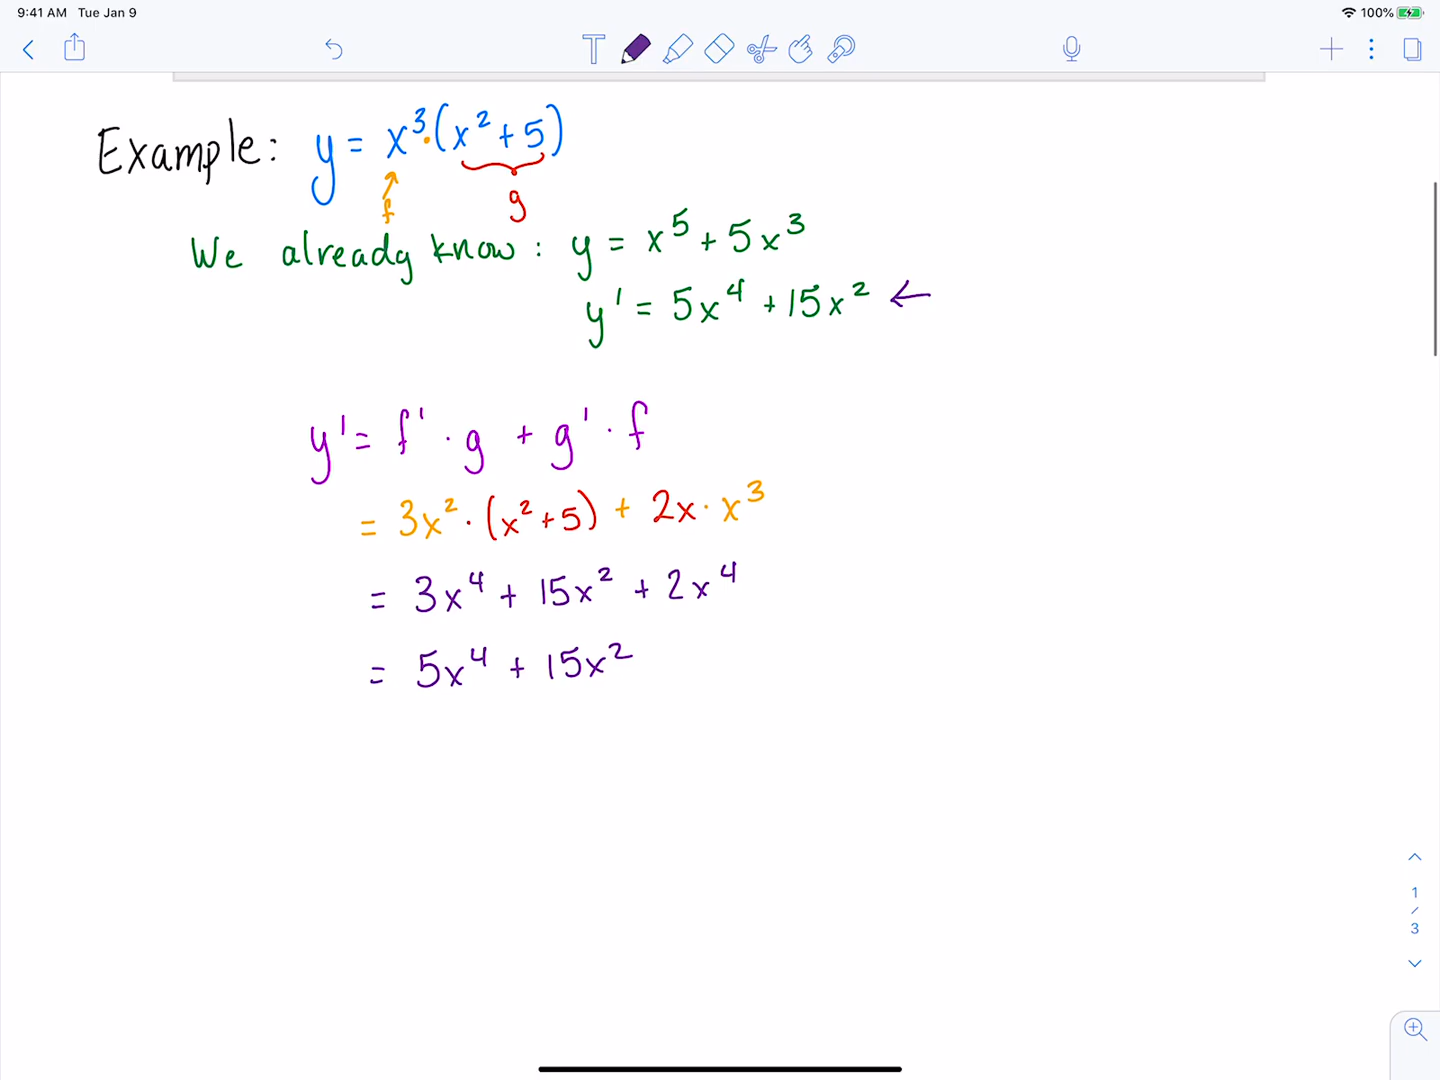 9:41 AM Tue Jan 9 100%
T
Example: y = x³·(x² + 5)
f g
We already know: y = x⁵ + 5x³
y' = 5x⁴ + 15x² ←
y' = f' · g + g' · f
= 3x² · (x² + 5) + 2x · x³
= 3x⁴ + 15x² + 2x⁴
= 5x⁴ + 15x²
1
/
3